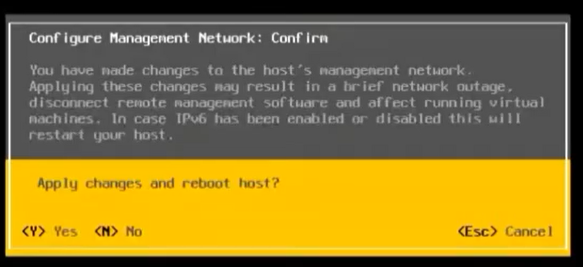 Configure Management Network: Confirm
You have made changes to the host's management network.
Applying these changes may result in a brief network outage,
disconnect remote management software and affect running virtual
machines. In case IPv6 has been enabled or disabled this will
restart your host.
Apply changes and reboot host?
<Y> Yes <N> No <Esc> Cancel